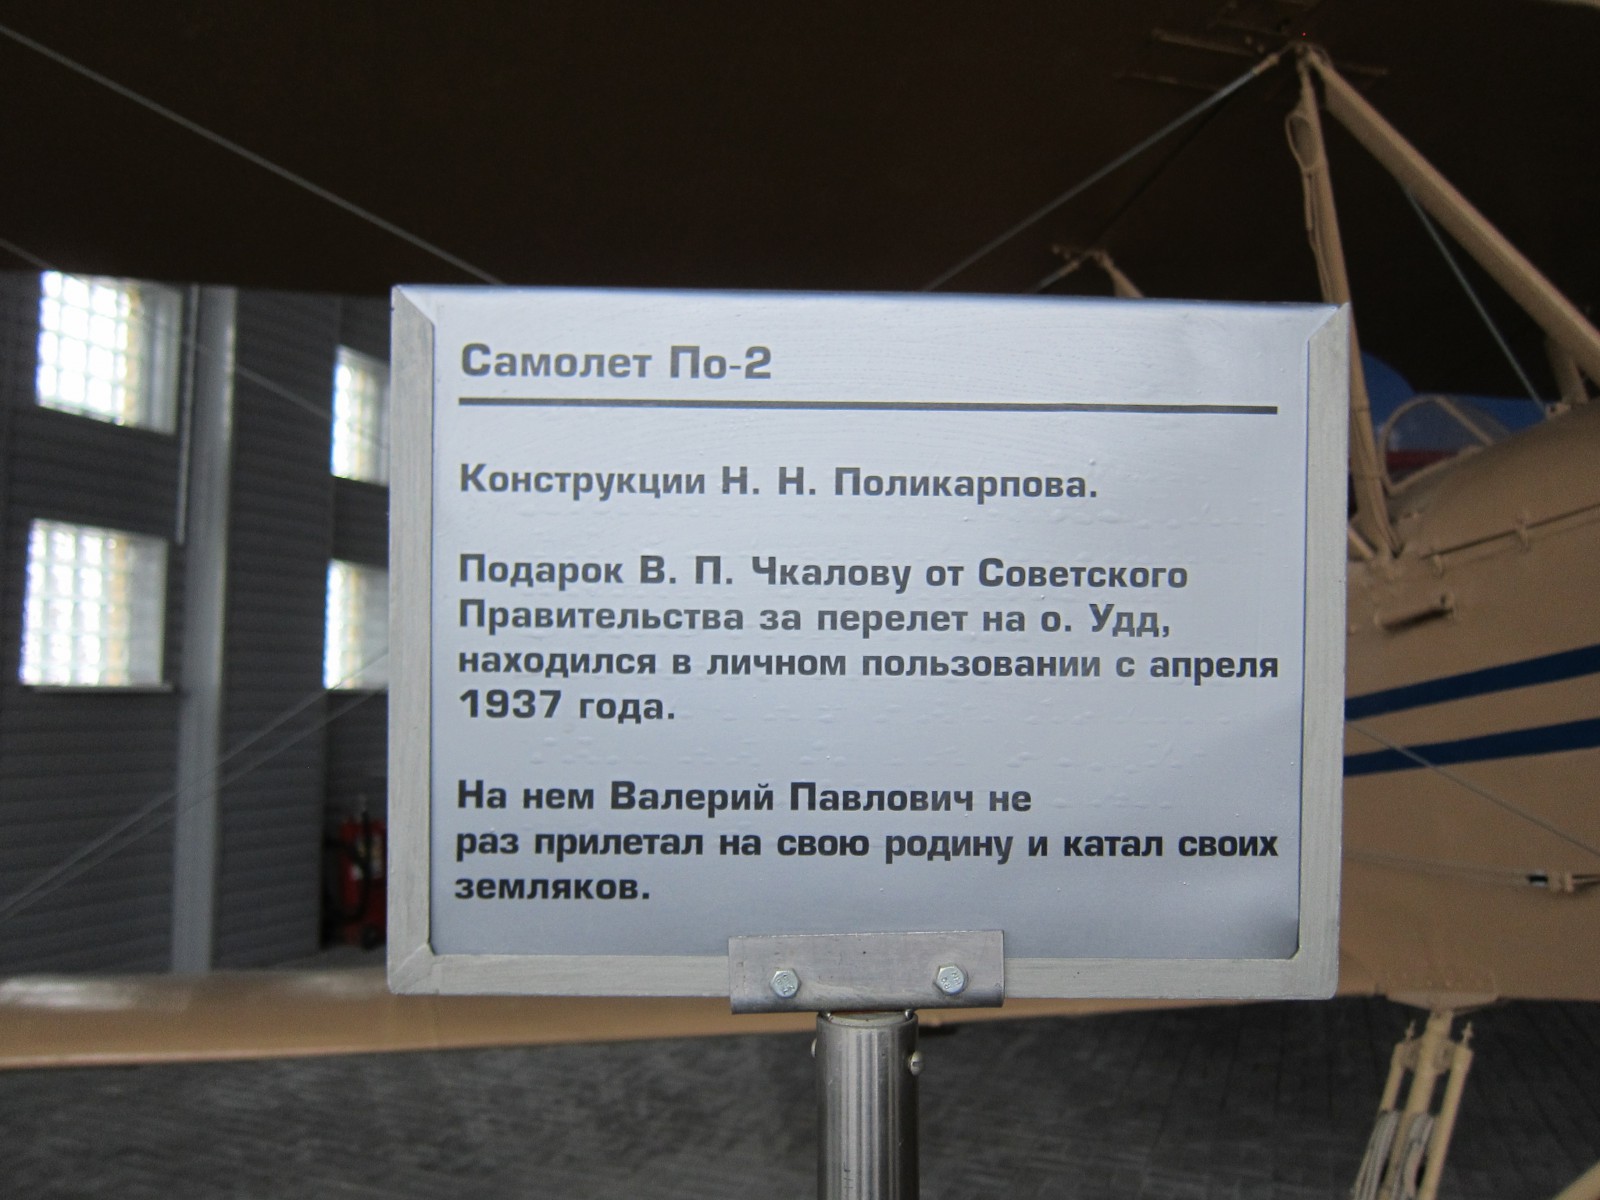 Самолет По-2
Конструкции Н. Н. Поликарпова.
Подарок В. П. Чкалову от Советского
Правительства за перелет на о. Удд,
находился в личном пользовании с апреля
1937 года.
На нем Валерий Павлович не
раз прилетал на свою родину и катал своих
земляков.